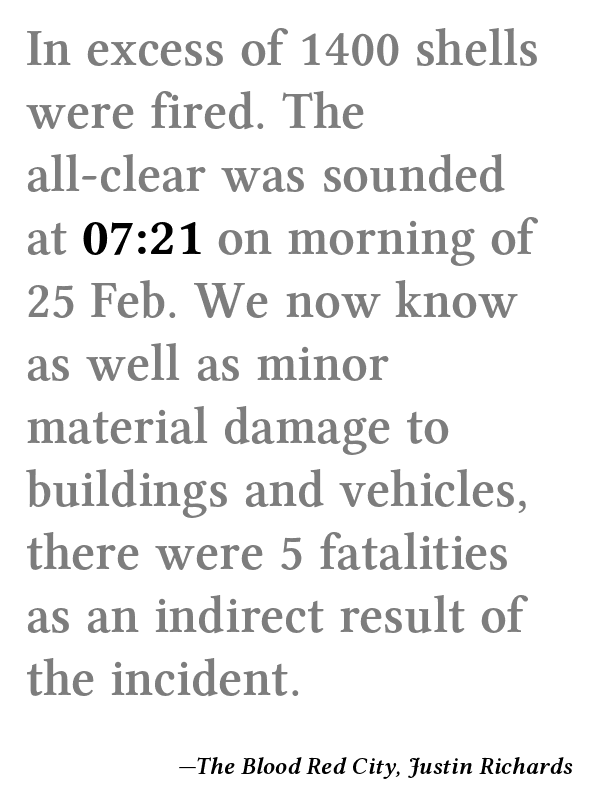 In excess of 1400 shells
were fired. The
all-clear was sounded
at 07:21 on morning of
25 Feb. We now know
as well as minor
material damage to
buildings and vehicles,
there were 5 fatalities
as an indirect result of
the incident.
—The Blood Red City, Justin Richards